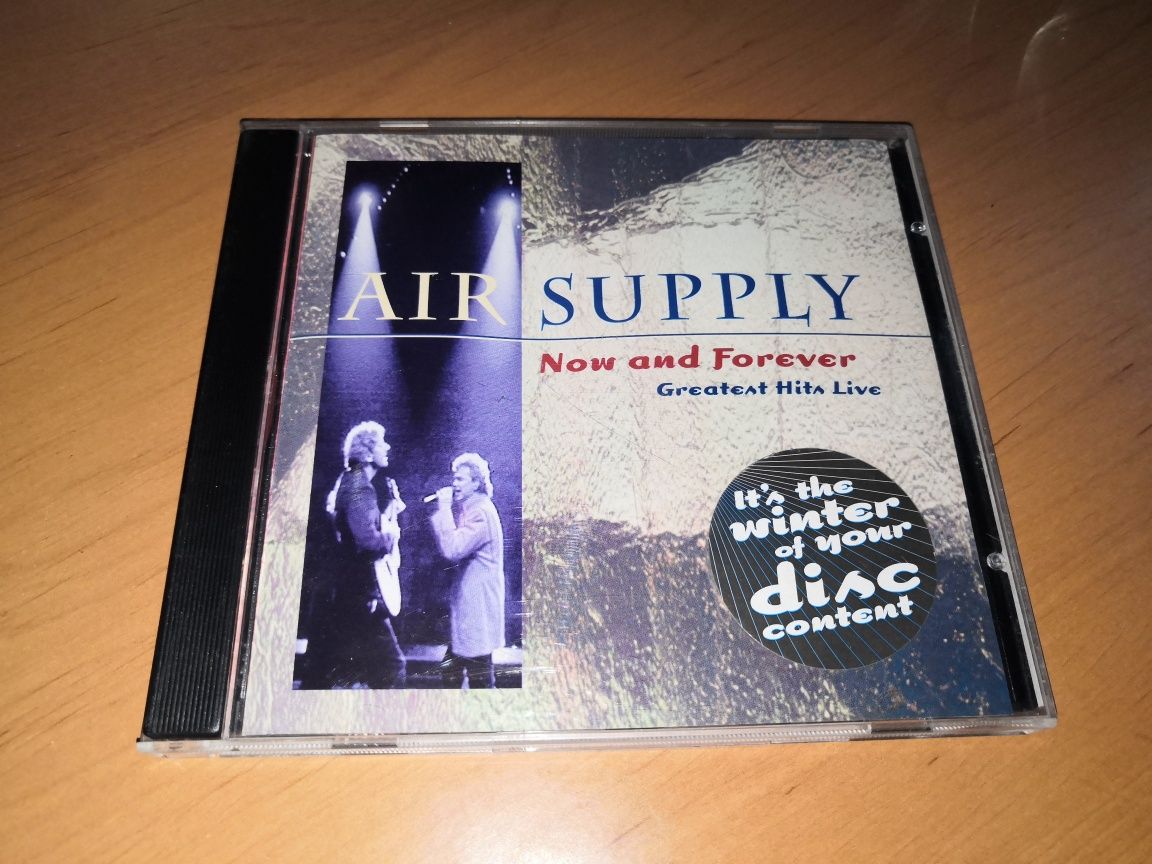 AIR SUPPLY
Now and Forever
Greatest Hits Live
It's the
winter
of your
disc
content